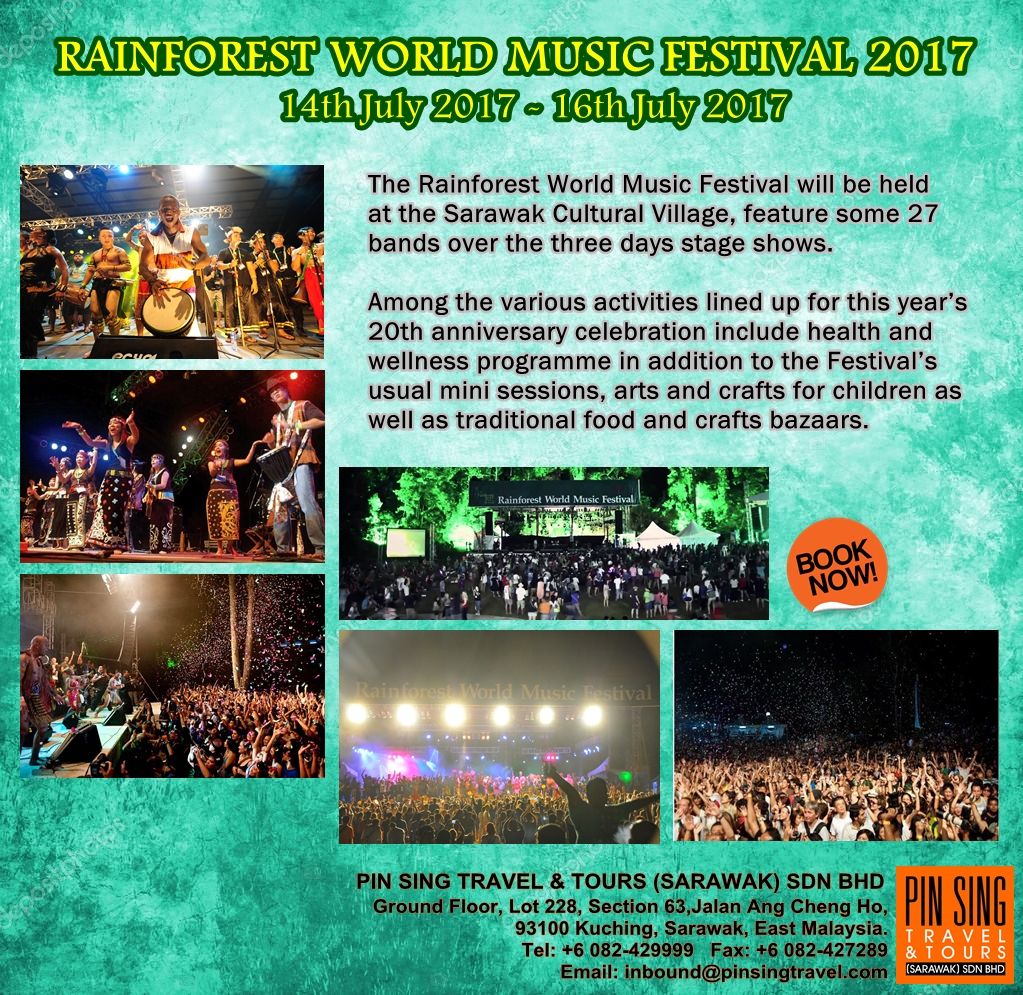 RAINFOREST WORLD MUSIC FESTIVAL 2017
14th July 2017 ~ 16th July 2017
The Rainforest World Music Festival will be held
at the Sarawak Cultural Village, feature some 27
bands over the three days stage shows.
Among the various activities lined up for this year's
20th anniversary celebration include health and
wellness programme in addition to the Festival's
usual mini sessions, arts and crafts for children as
well as traditional food and crafts bazaars.
Rainforest World Music Festival
BOOK
NOW!
Rainforest World Music Festival
PIN SING TRAVEL & TOURS (SARAWAK) SDN BHD
Ground Floor, Lot 228, Section 63,Jalan Ang Cheng Ho,
93100 Kuching, Sarawak, East Malaysia.
Tel: +6 082-429999 Fax: +6 082-427289
Email: inbound@pinsingtravel.com
PIN SING
TRAVEL
& TOURS
(SARAWAK) SDN BHD
depositphotos